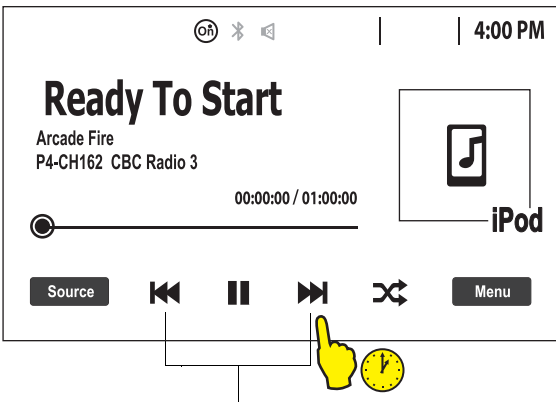 On 4:00 PM
Ready To Start
Arcade Fire
P4-CH162 CBC Radio 3
00:00:00 / 01:00:00
iPod
Source Menu